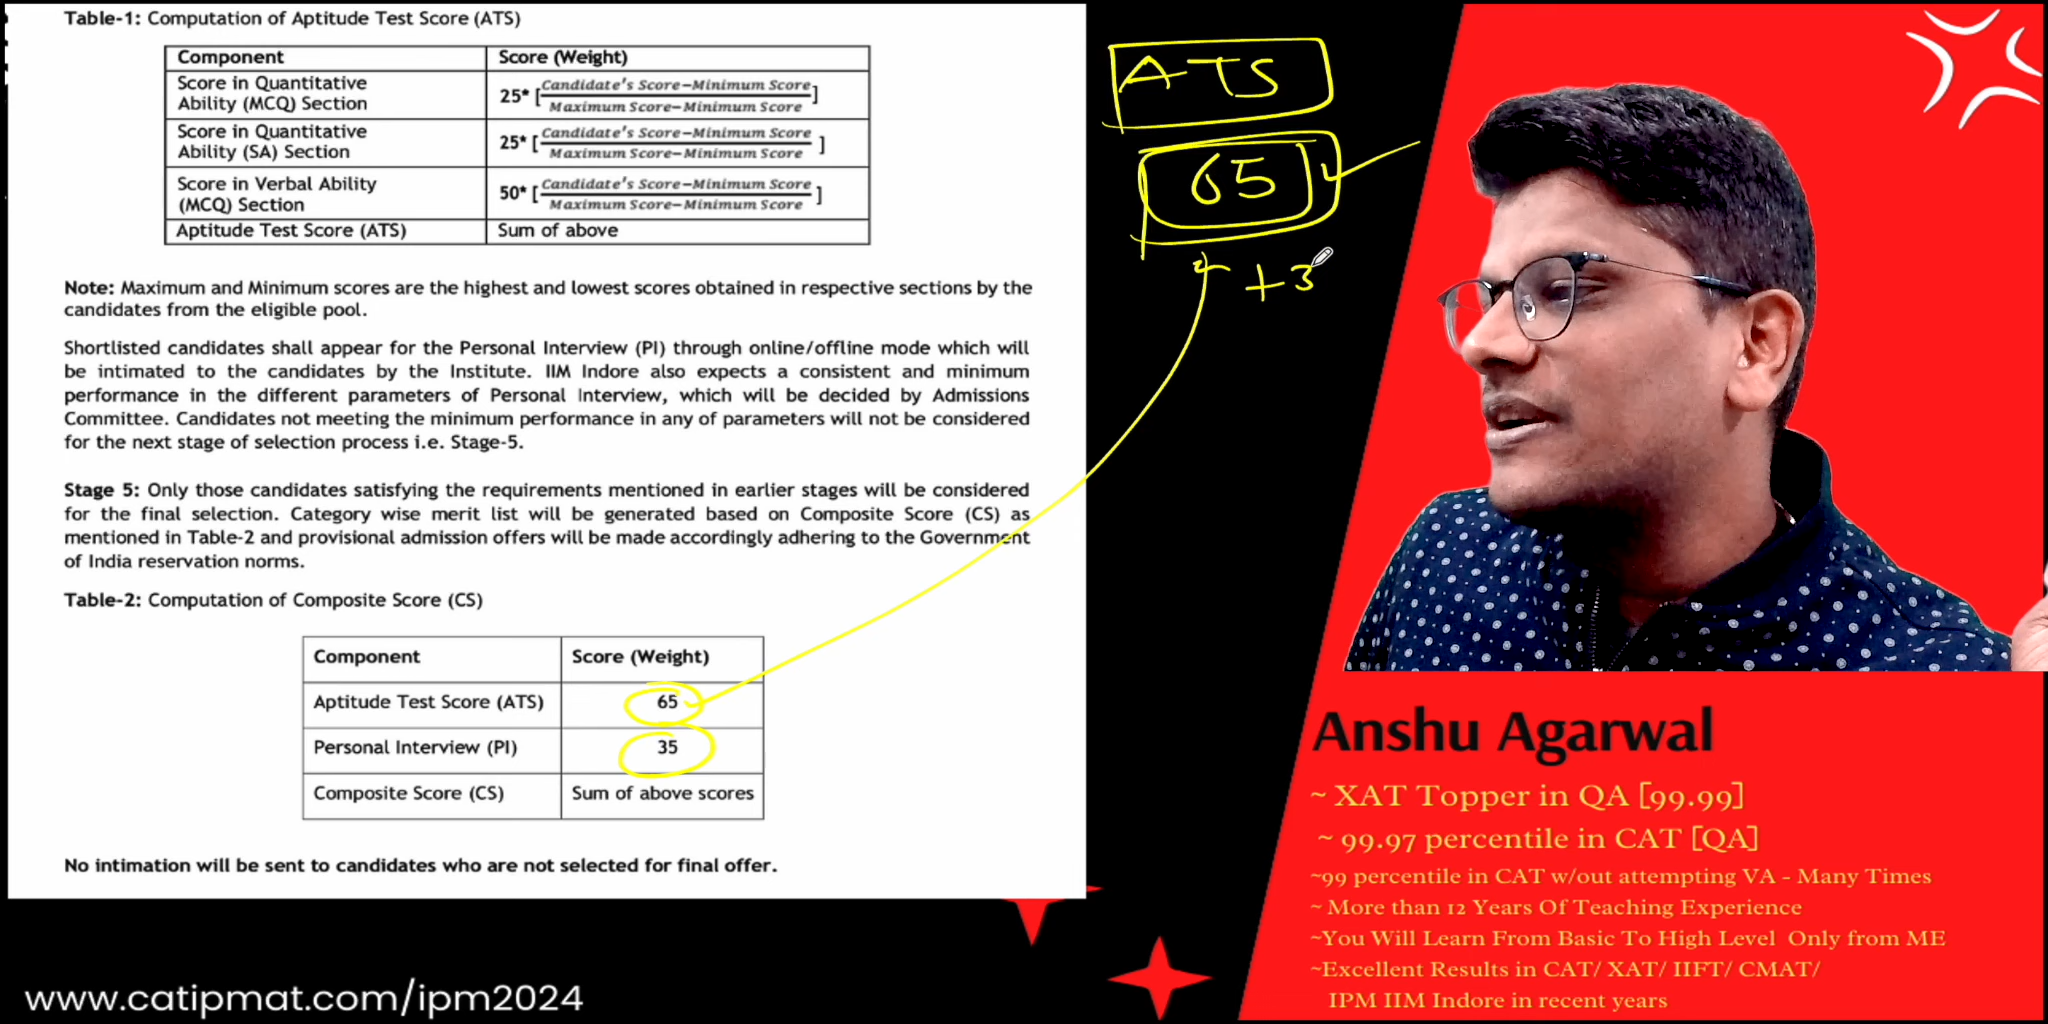 Table-1: Computation of Aptitude Test Score (ATS)
Component Score (Weight)
Score in Quantitative Ability (MCQ) Section 25* [Candidate's Score−Minimum Score / Maximum Score−Minimum Score]
Score in Quantitative Ability (SA) Section 25* [Candidate's Score−Minimum Score / Maximum Score−Minimum Score ]
Score in Verbal Ability (MCQ) Section 50* [Candidate's Score−Minimum Score / Maximum Score−Minimum Score ]
Aptitude Test Score (ATS) Sum of above
Note: Maximum and Minimum scores are the highest and lowest scores obtained in respective sections by the
candidates from the eligible pool.
Shortlisted candidates shall appear for the Personal Interview (PI) through online/offline mode which will
be intimated to the candidates by the Institute. IIM Indore also expects a consistent and minimum
performance in the different parameters of Personal Interview, which will be decided by Admissions
Committee. Candidates not meeting the minimum performance in any of parameters will not be considered
for the next stage of selection process i.e. Stage-5.
Stage 5: Only those candidates satisfying the requirements mentioned in earlier stages will be considered
for the final selection. Category wise merit list will be generated based on Composite Score (CS) as
mentioned in Table-2 and provisional admission offers will be made accordingly adhering to the Government
of India reservation norms.
Table-2: Computation of Composite Score (CS)
Component Score (Weight)
Aptitude Test Score (ATS) 65
Personal Interview (PI) 35
Composite Score (CS) Sum of above scores
No intimation will be sent to candidates who are not selected for final offer.
www.catipmat.com/ipm2024
ATS
65
+3
Anshu Agarwal
~ XAT Topper in QA [99.99]
~ 99.97 percentile in CAT [QA]
~99 percentile in CAT w/out attempting VA - Many Times
~ More than 12 Years Of Teaching Experience
~You Will Learn From Basic To High Level Only from ME
~Excellent Results in CAT/ XAT/ IIFT/ CMAT/
IPM IIM Indore in recent years